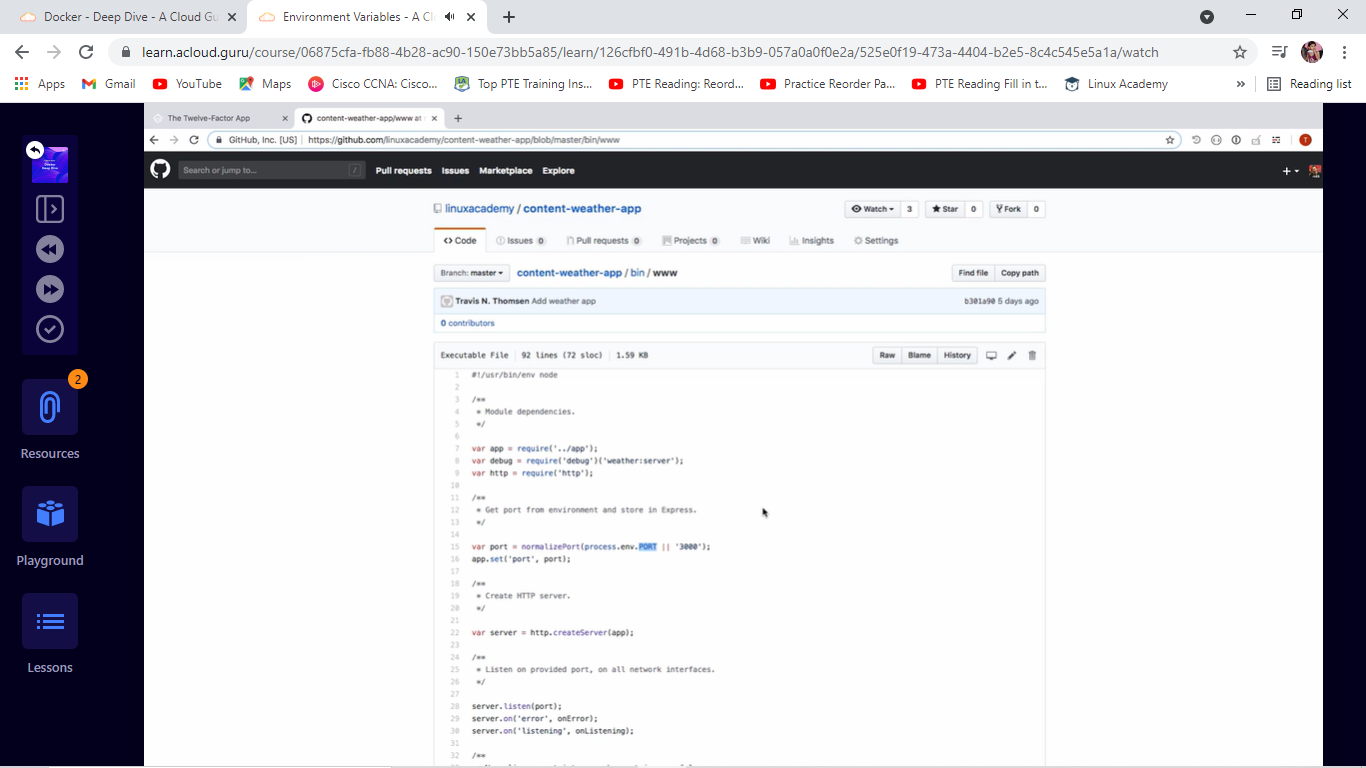 Docker - Deep Dive - A Cloud Gu
Environment Variables - A Cl
learn.acloud.guru/course/06875cfa-fb88-4b28-ac90-150e73bb5a85/learn/126cfbf0-491b-4d68-b3b9-057a0a0f0e2a/525e0f19-473a-4404-b2e5-8c4c545e5a1a/watch
Apps Gmail YouTube Maps Cisco CCNA: Cisco... Top PTE Training Ins... PTE Reading: Reord... Practice Reorder Pa... PTE Reading Fill in t... Linux Academy » Reading list
The Twelve-Factor App
content-weather-app/www at
GitHub, Inc. [US] https://github.com/linuxacademy/content-weather-app/blob/master/bin/www
T
Docker
Deep Dive
Search or jump to... /
Pull requests Issues Marketplace Explore
linuxacademy / content-weather-app
Watch 3 Star 0 Fork 0
<> Code Issues 0 Pull requests 0 Projects 0 Wiki Insights Settings
Branch: master content-weather-app / bin / www
Find file Copy path
Travis N. Thomsen Add weather app
b301a90 5 days ago
0 contributors
Executable File 92 lines (72 sloc) 1.59 KB
Raw Blame History
1 #!/usr/bin/env node
2
3 /**
4 * Module dependencies.
5 */
6
7 var app = require('../app');
8 var debug = require('debug')('weather:server');
9 var http = require('http');
10
11 /**
12 * Get port from environment and store in Express.
13 */
14
15 var port = normalizePort(process.env.PORT || '3000');
16 app.set('port', port);
17
18 /**
19 * Create HTTP server.
20 */
21
22 var server = http.createServer(app);
23
24 /**
25 * Listen on provided port, on all network interfaces.
26 */
27
28 server.listen(port);
29 server.on('error', onError);
30 server.on('listening', onListening);
31
32 /**
2
Resources
Playground
Lessons